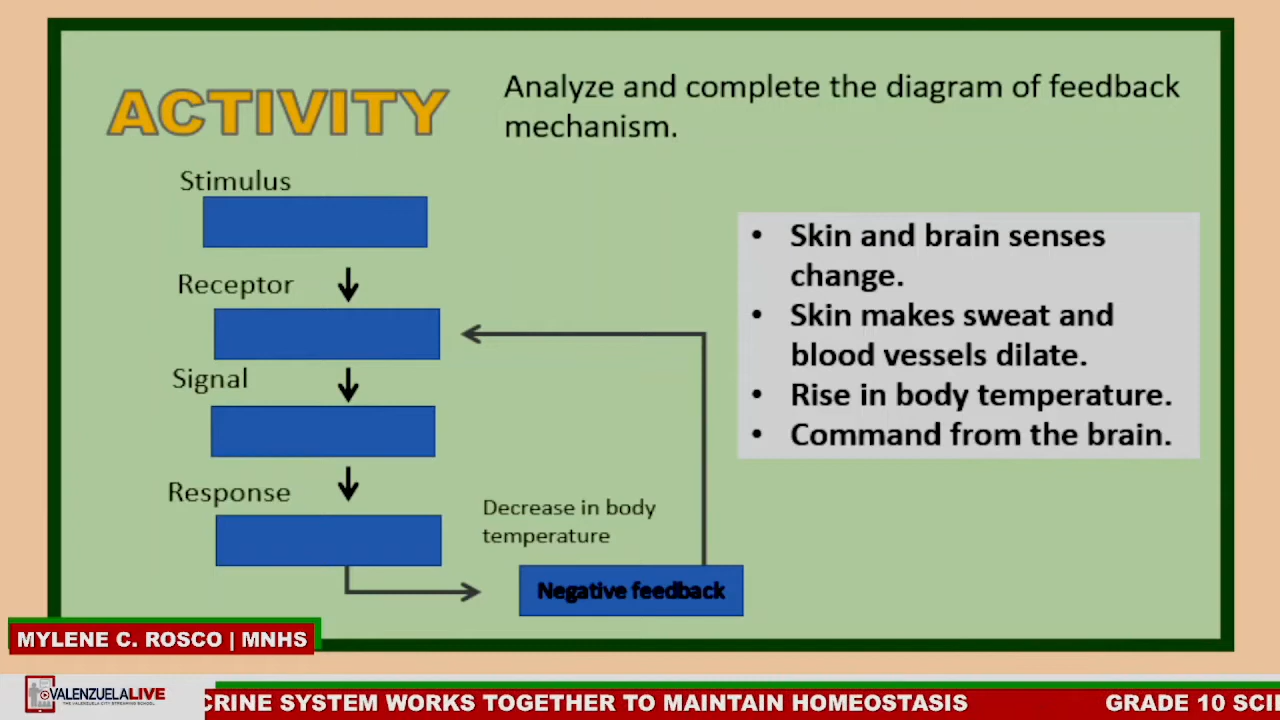 ACTIVITY
Analyze and complete the diagram of feedback
mechanism.
Stimulus
Receptor
Signal
Response
Decrease in body
temperature
Negative feedback
• Skin and brain senses
change.
• Skin makes sweat and
blood vessels dilate.
• Rise in body temperature.
• Command from the brain.
MYLENE C. ROSCO | MNHS
VALENZUELALIVE
THE VALENZUELA CITY STREAMING SCHOOL
CRINE SYSTEM WORKS TOGETHER TO MAINTAIN HOMEOSTASIS
GRADE 10 SCI